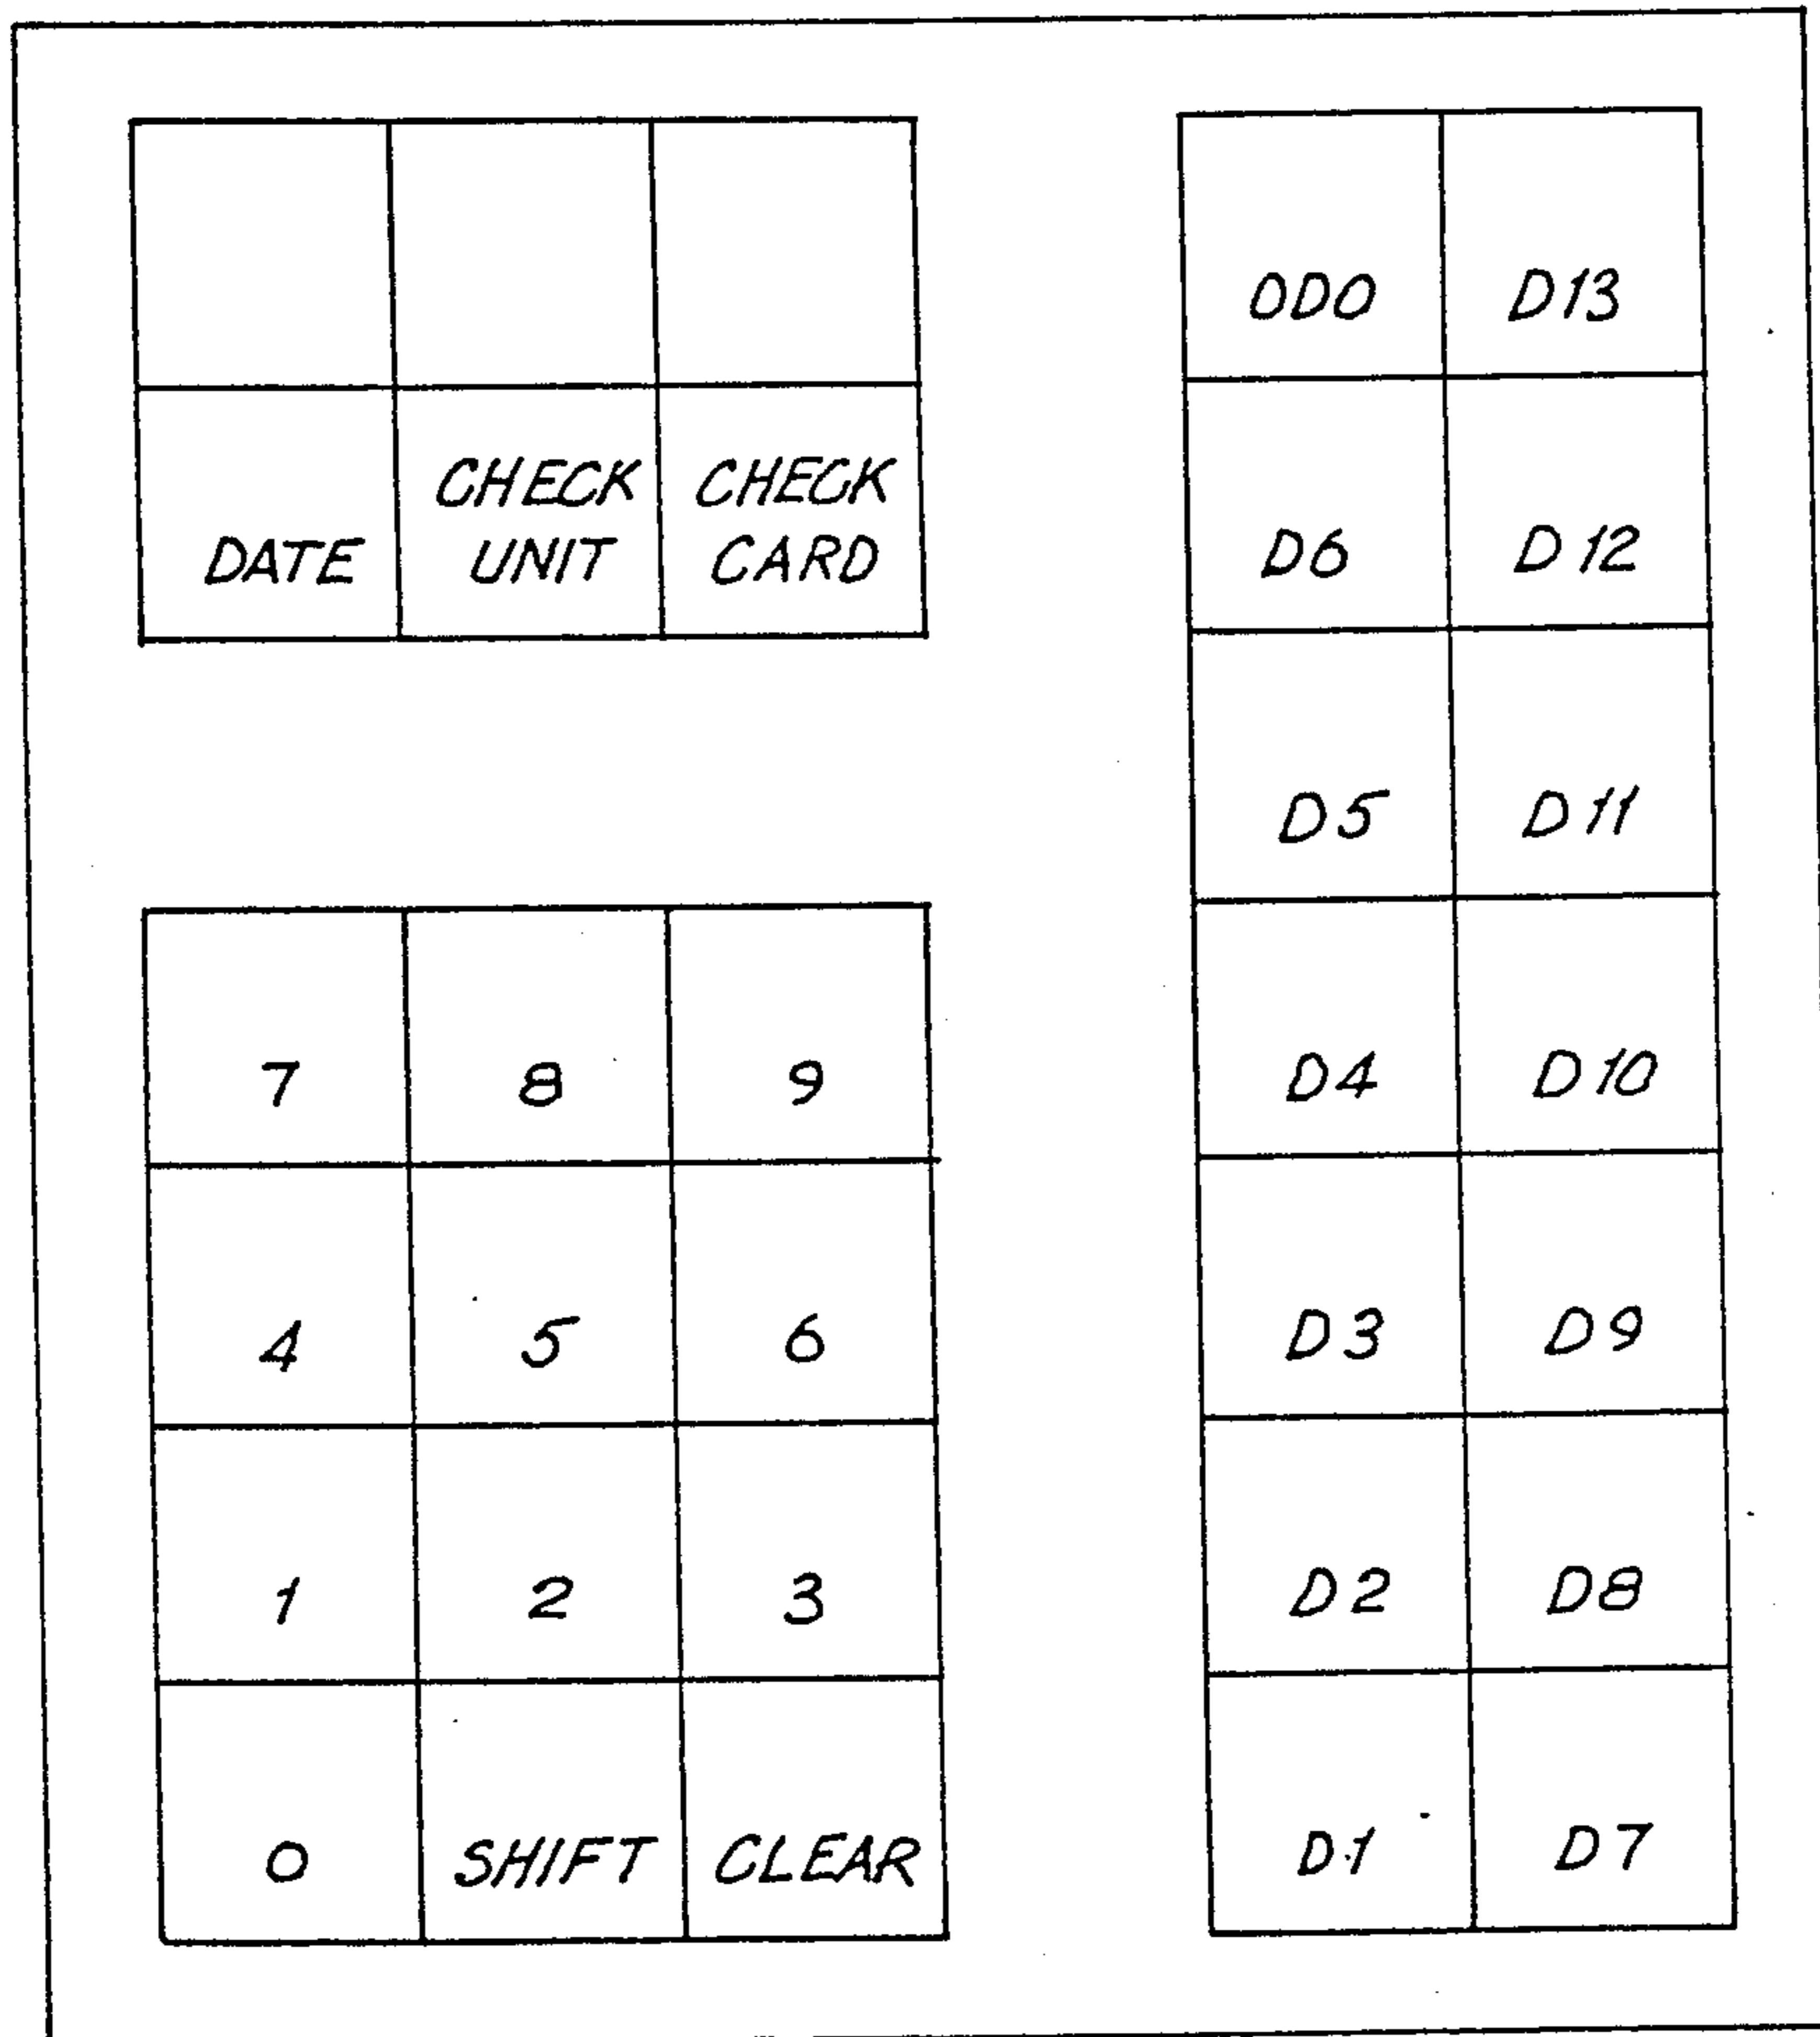 DATE
CHECK
UNIT
CHECK
CARD
7 8 9
4 5 6
1 2 3
0 SHIFT CLEAR
ODO D13
D6 D12
D5 D11
D4 D10
D3 D9
D2 D8
D1 D7